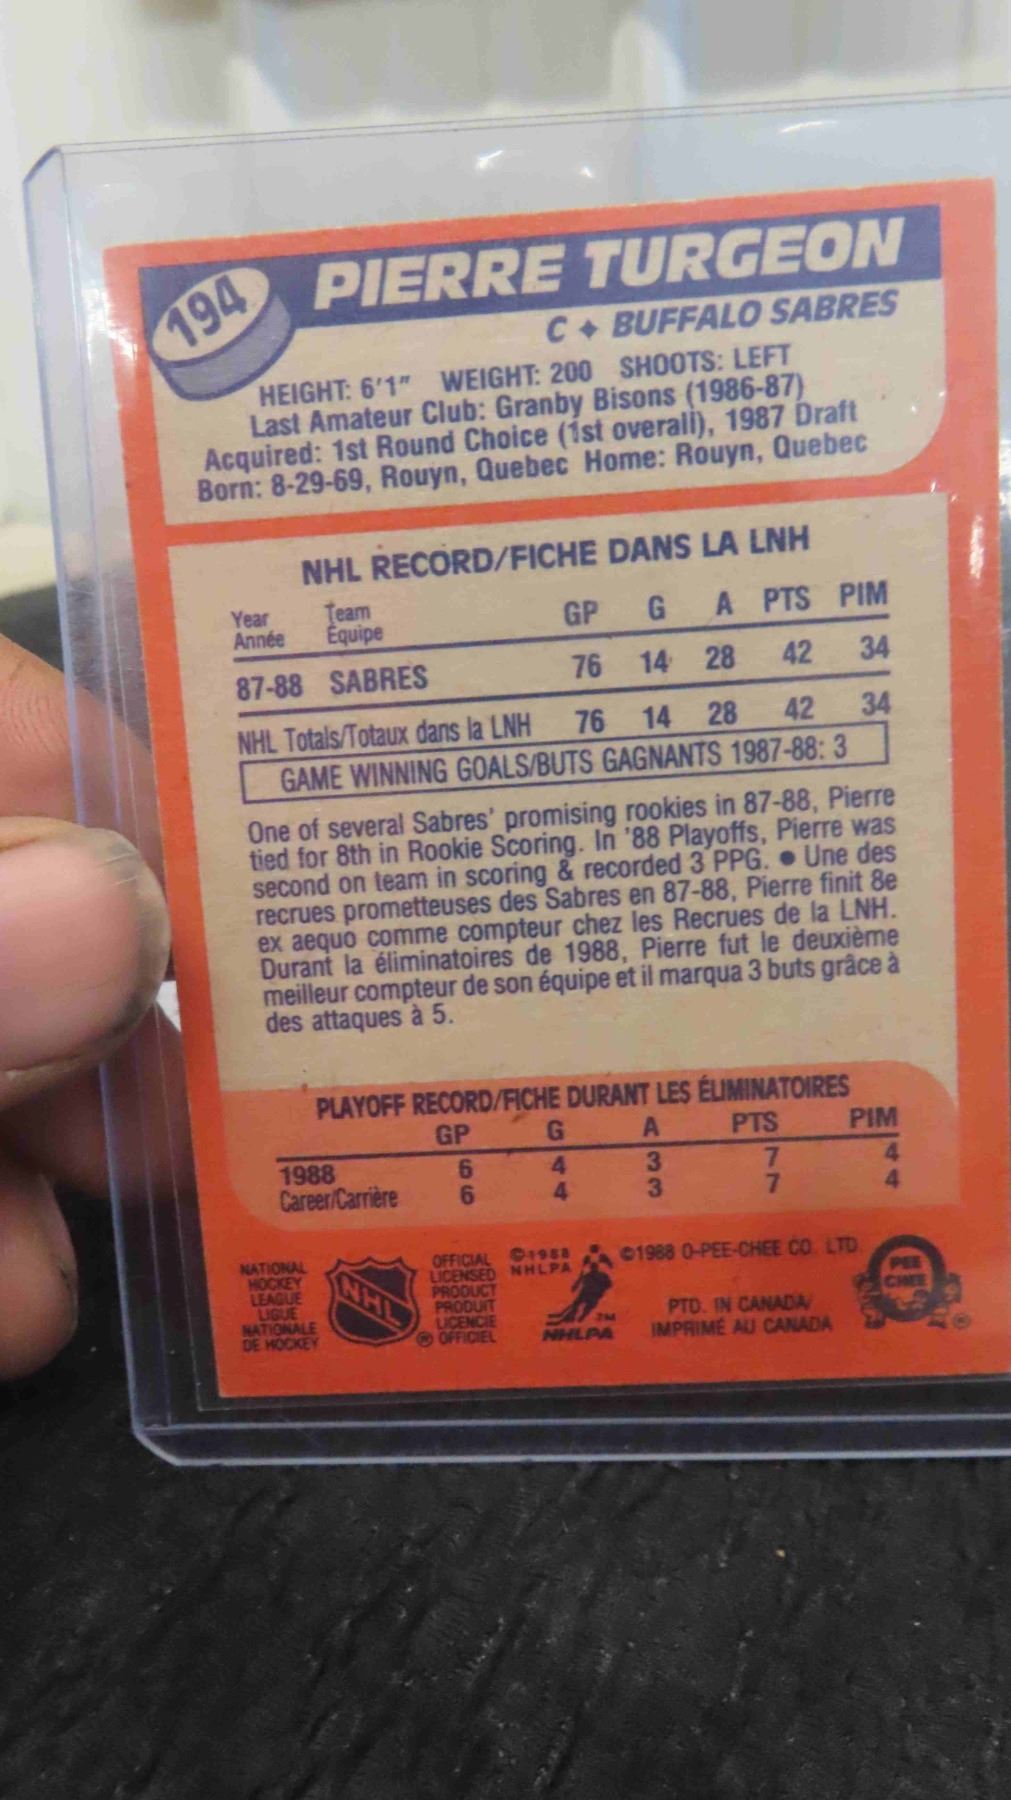 194
PIERRE TURGEON
C ✦ BUFFALO SABRES
HEIGHT: 6'1" WEIGHT: 200 SHOOTS: LEFT
Last Amateur Club: Granby Bisons (1986-87)
Acquired: 1st Round Choice (1st overall), 1987 Draft
Born: 8-29-69, Rouyn, Quebec Home: Rouyn, Quebec
NHL RECORD/FICHE DANS LA LNH
Year Team GP G A PTS PIM
Année Équipe
87-88 SABRES 76 14 28 42 34
NHL Totals/Totaux dans la LNH 76 14 28 42 34
GAME WINNING GOALS/BUTS GAGNANTS 1987-88: 3
One of several Sabres' promising rookies in 87-88, Pierre
tied for 8th in Rookie Scoring. In '88 Playoffs, Pierre was
second on team in scoring & recorded 3 PPG. ● Une des
recrues prometteuses des Sabres en 87-88, Pierre finit 8e
ex aequo comme compteur chez les Recrues de la LNH.
Durant la éliminatoires de 1988, Pierre fut le deuxième
meilleur compteur de son équipe et il marqua 3 buts grâce à
des attaques à 5.
PLAYOFF RECORD/FICHE DURANT LES ÉLIMINATOIRES
GP G A PTS PIM
1988 6 4 3 7 4
Career/Carrière 6 4 3 7 4
NATIONAL
HOCKEY
LEAGUE
LIGUE
NATIONALE
DE HOCKEY
NHL
OFFICIAL
LICENSED
PRODUCT
PRODUIT
LICENCIE
® OFFICIEL
©1988
NHLPA
TM
NHLPA
©1988 O-PEE-CHEE CO. LTD.
PTD. IN CANADA/
IMPRIMÉ AU CANADA
PEE
CHEE
®